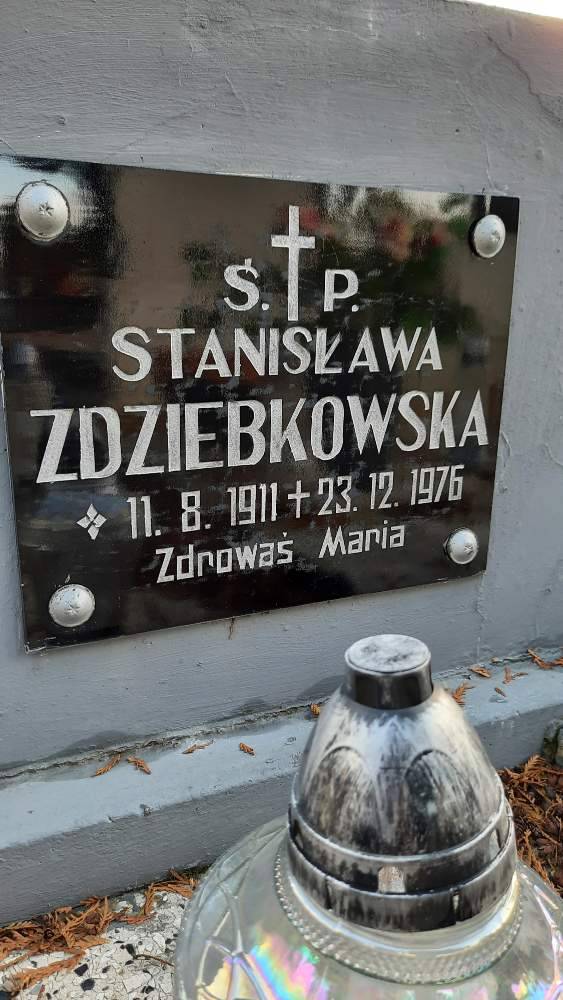 Ś. P.
STANISŁAWA
ZDZIEBKOWSKA
11. 8. 1911 + 23. 12. 1976
Zdrowaś Maria